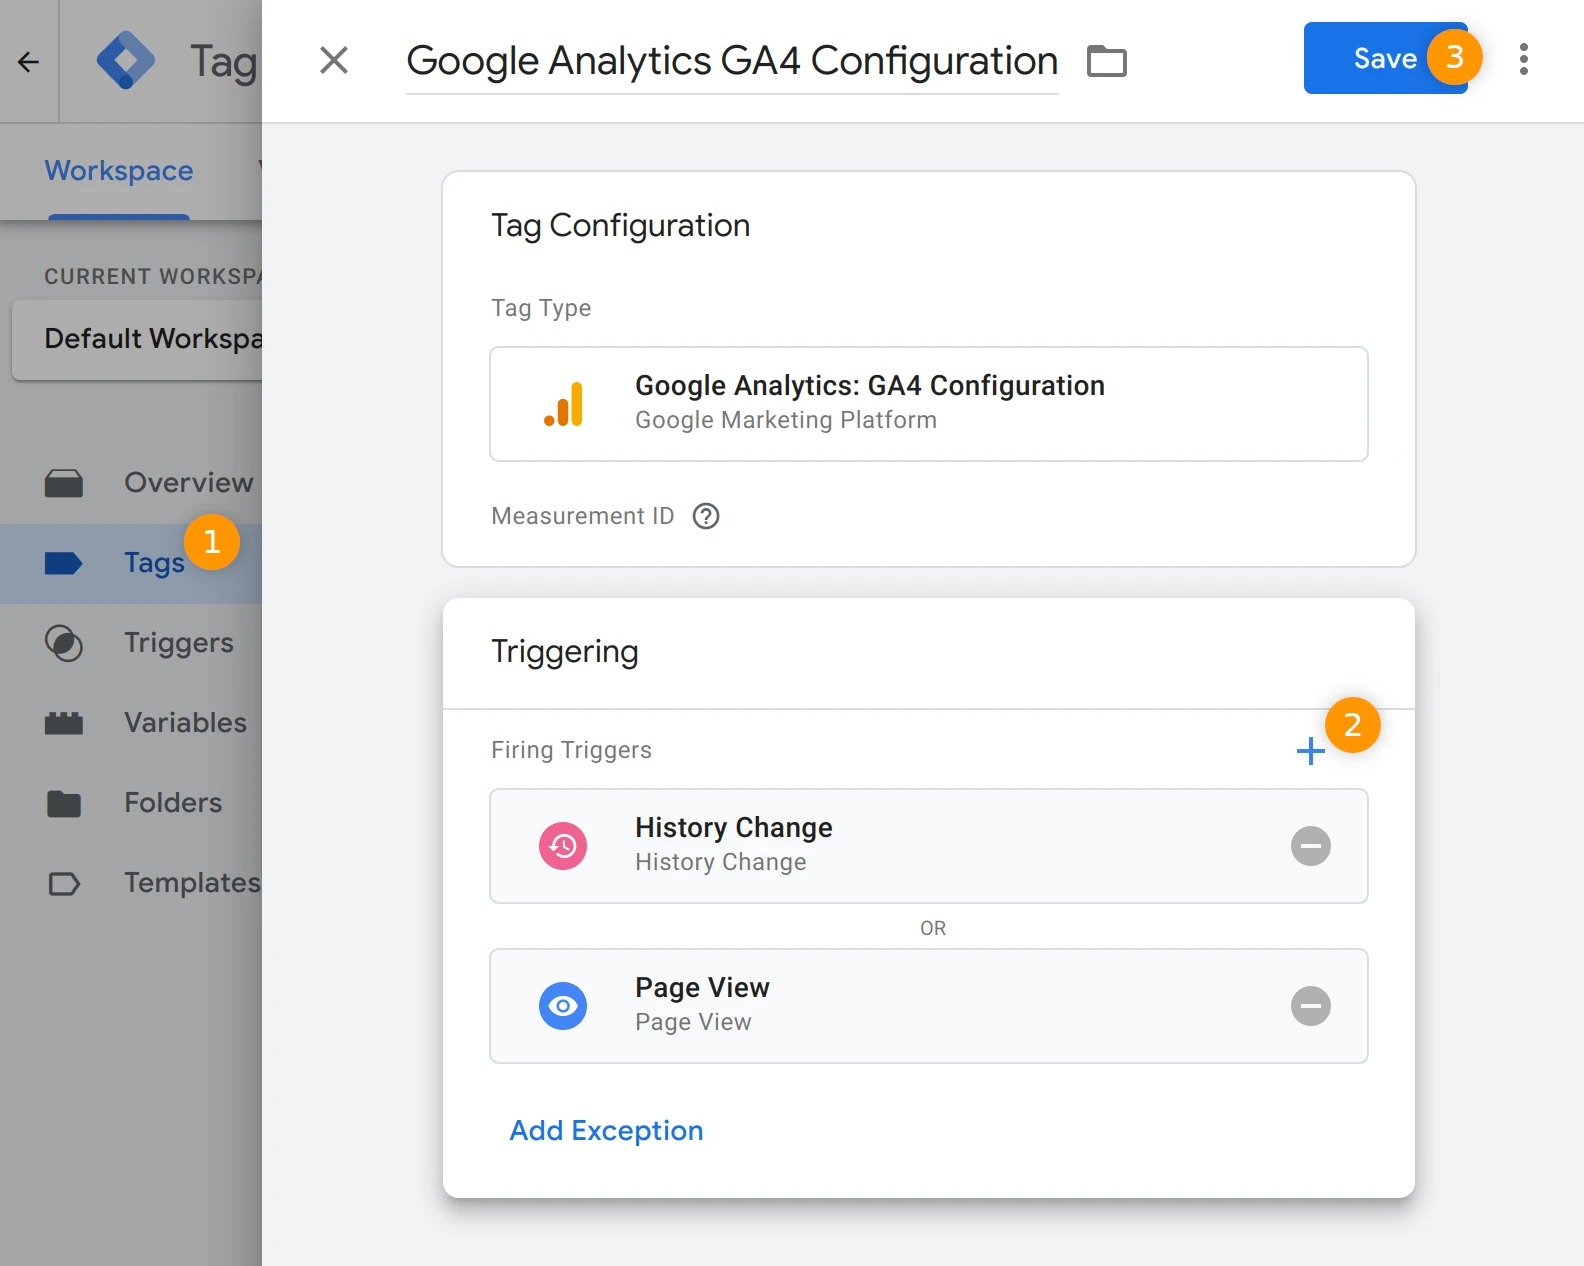 Tag
Google Analytics GA4 Configuration
Save
3
Workspace
CURRENT WORKSPA
Default Workspa
Overview
Tags
1
Triggers
Variables
Folders
Templates
Tag Configuration
Tag Type
Google Analytics: GA4 Configuration
Google Marketing Platform
Measurement ID
Triggering
2
Firing Triggers
History Change
History Change
OR
Page View
Page View
Add Exception